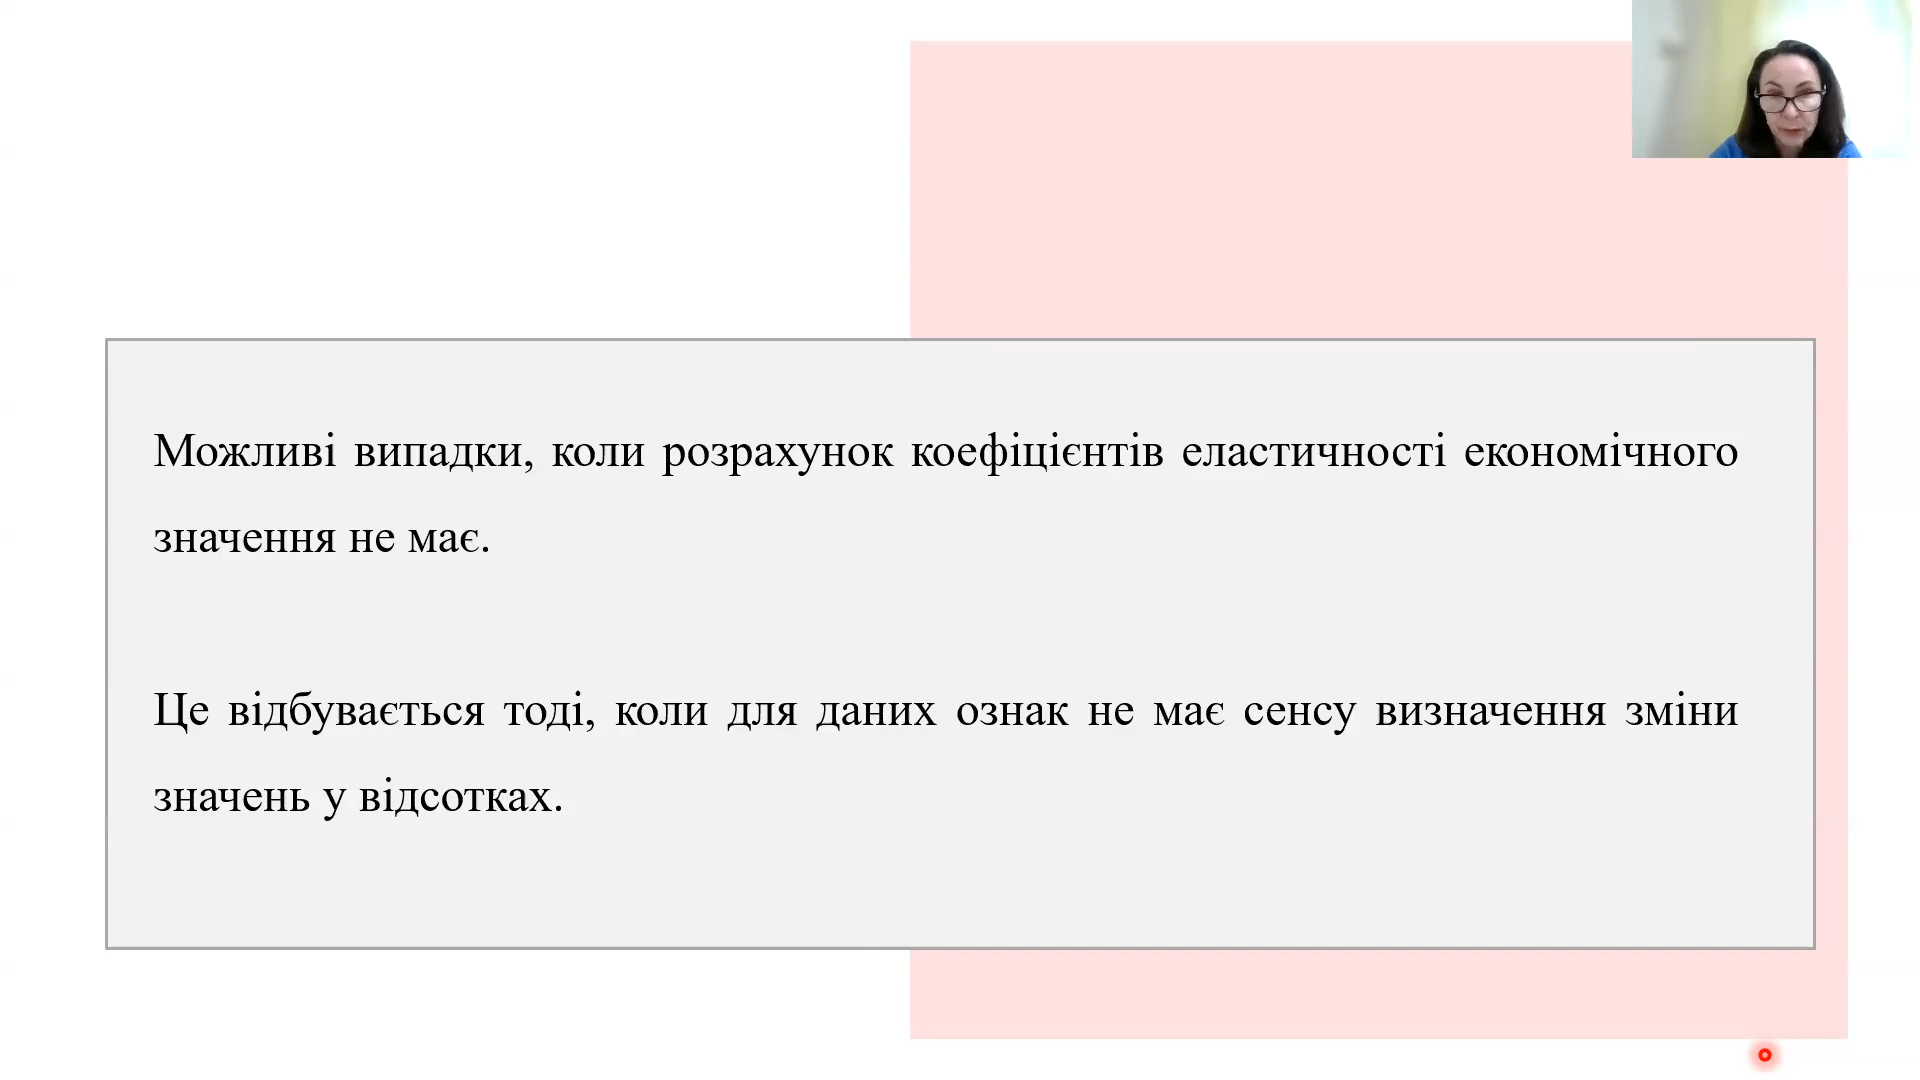 Можливі випадки, коли розрахунок коефіцієнтів еластичності економічного
значення не має.
Це відбувається тоді, коли для даних ознак не має сенсу визначення зміни
значень у відсотках.